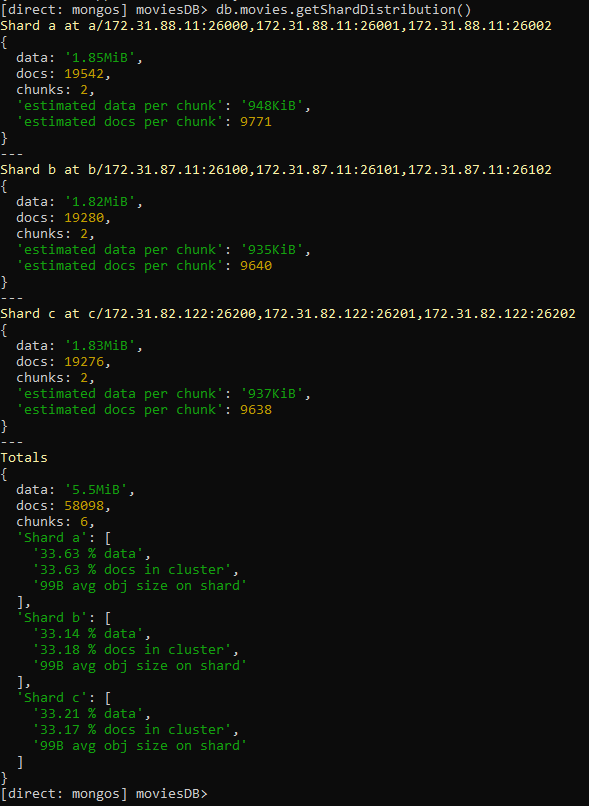 [direct: mongos] moviesDB> db.movies.getShardDistribution()
Shard a at a/172.31.88.11:26000,172.31.88.11:26001,172.31.88.11:26002
{
  data: '1.85MiB',
  docs: 19542,
  chunks: 2,
  'estimated data per chunk': '948KiB',
  'estimated docs per chunk': 9771
}
---
Shard b at b/172.31.87.11:26100,172.31.87.11:26101,172.31.87.11:26102
{
  data: '1.82MiB',
  docs: 19280,
  chunks: 2,
  'estimated data per chunk': '935KiB',
  'estimated docs per chunk': 9640
}
---
Shard c at c/172.31.82.122:26200,172.31.82.122:26201,172.31.82.122:26202
{
  data: '1.83MiB',
  docs: 19276,
  chunks: 2,
  'estimated data per chunk': '937KiB',
  'estimated docs per chunk': 9638
}
---
Totals
{
  data: '5.5MiB',
  docs: 58098,
  chunks: 6,
  'Shard a': [
    '33.63 % data',
    '33.63 % docs in cluster',
    '99B avg obj size on shard'
  ],
  'Shard b': [
    '33.14 % data',
    '33.18 % docs in cluster',
    '99B avg obj size on shard'
  ],
  'Shard c': [
    '33.21 % data',
    '33.17 % docs in cluster',
    '99B avg obj size on shard'
  ]
}
[direct: mongos] moviesDB>